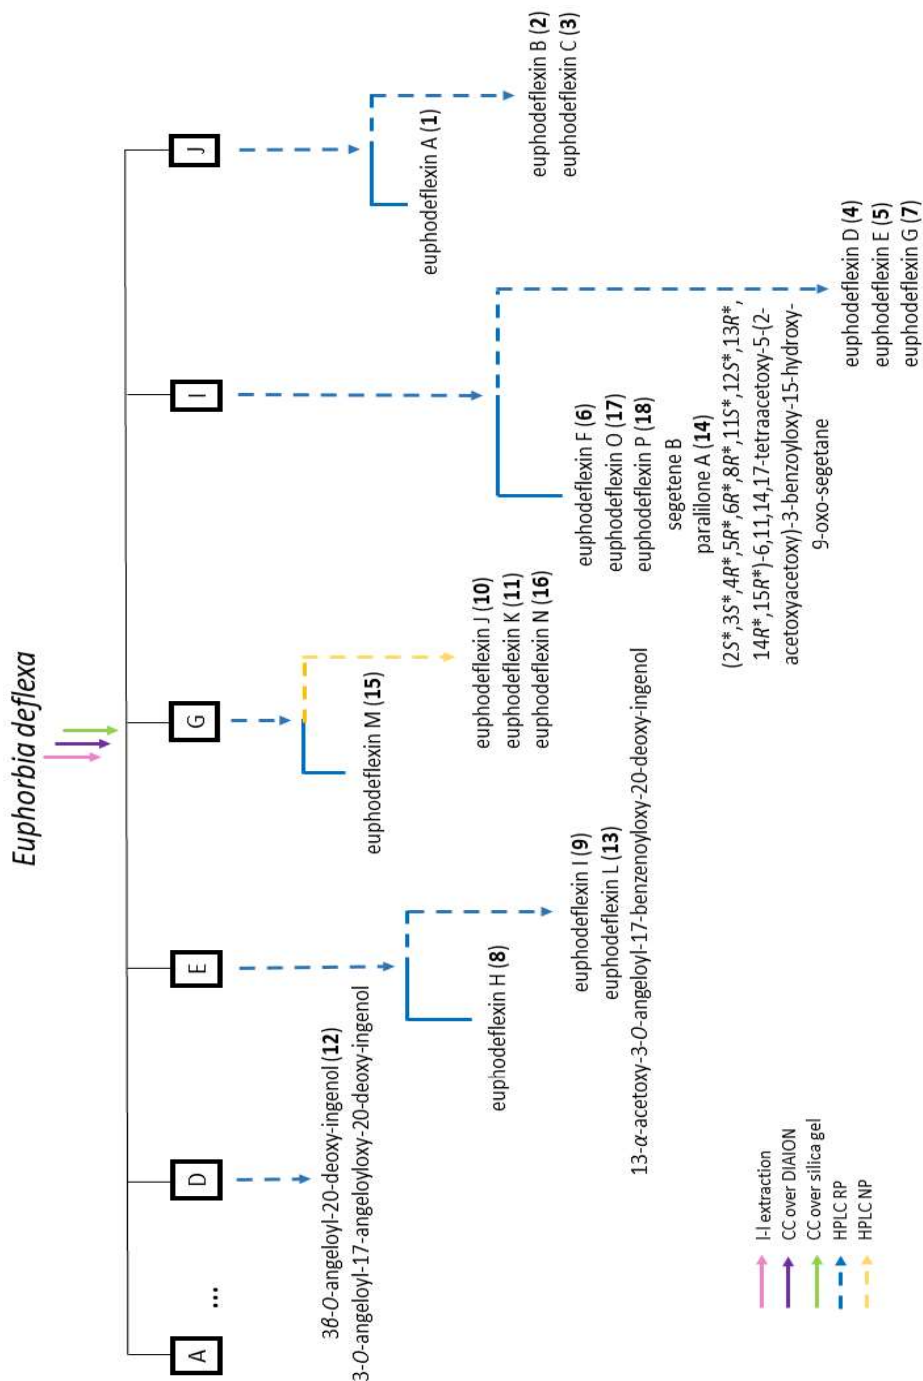 Euphorbia deflexa
A
...
D
E
G
I
J
3β-O-angeloyl-20-deoxy-ingenol (12)
3-O-angeloyl-17-angeloyloxy-20-deoxy-ingenol
euphodeflexin H (8)
euphodeflexin I (9)
euphodeflexin L (13)
13-α-acetoxy-3-O-angeloyl-17-benzenoyloxy-20-deoxy-ingenol
euphodeflexin M (15)
euphodeflexin J (10)
euphodeflexin K (11)
euphodeflexin N (16)
euphodeflexin F (6)
euphodeflexin O (17)
euphodeflexin P (18)
segetene B
paralilone A (14)
(2S*,3S*,4R*,5R*,6R*,8R*,11S*,12S*,13R*,
14R*,15R*)-6,11,14,17-tetraacetoxy-5-(2-
acetoxyacetoxy)-3-benzoyloxy-15-hydroxy-
9-oxo-segetane
euphodeflexin D (4)
euphodeflexin E (5)
euphodeflexin G (7)
euphodeflexin A (1)
euphodeflexin B (2)
euphodeflexin C (3)
l-l extraction
CC over DIAION
CC over silica gel
HPLC RP
HPLC NP